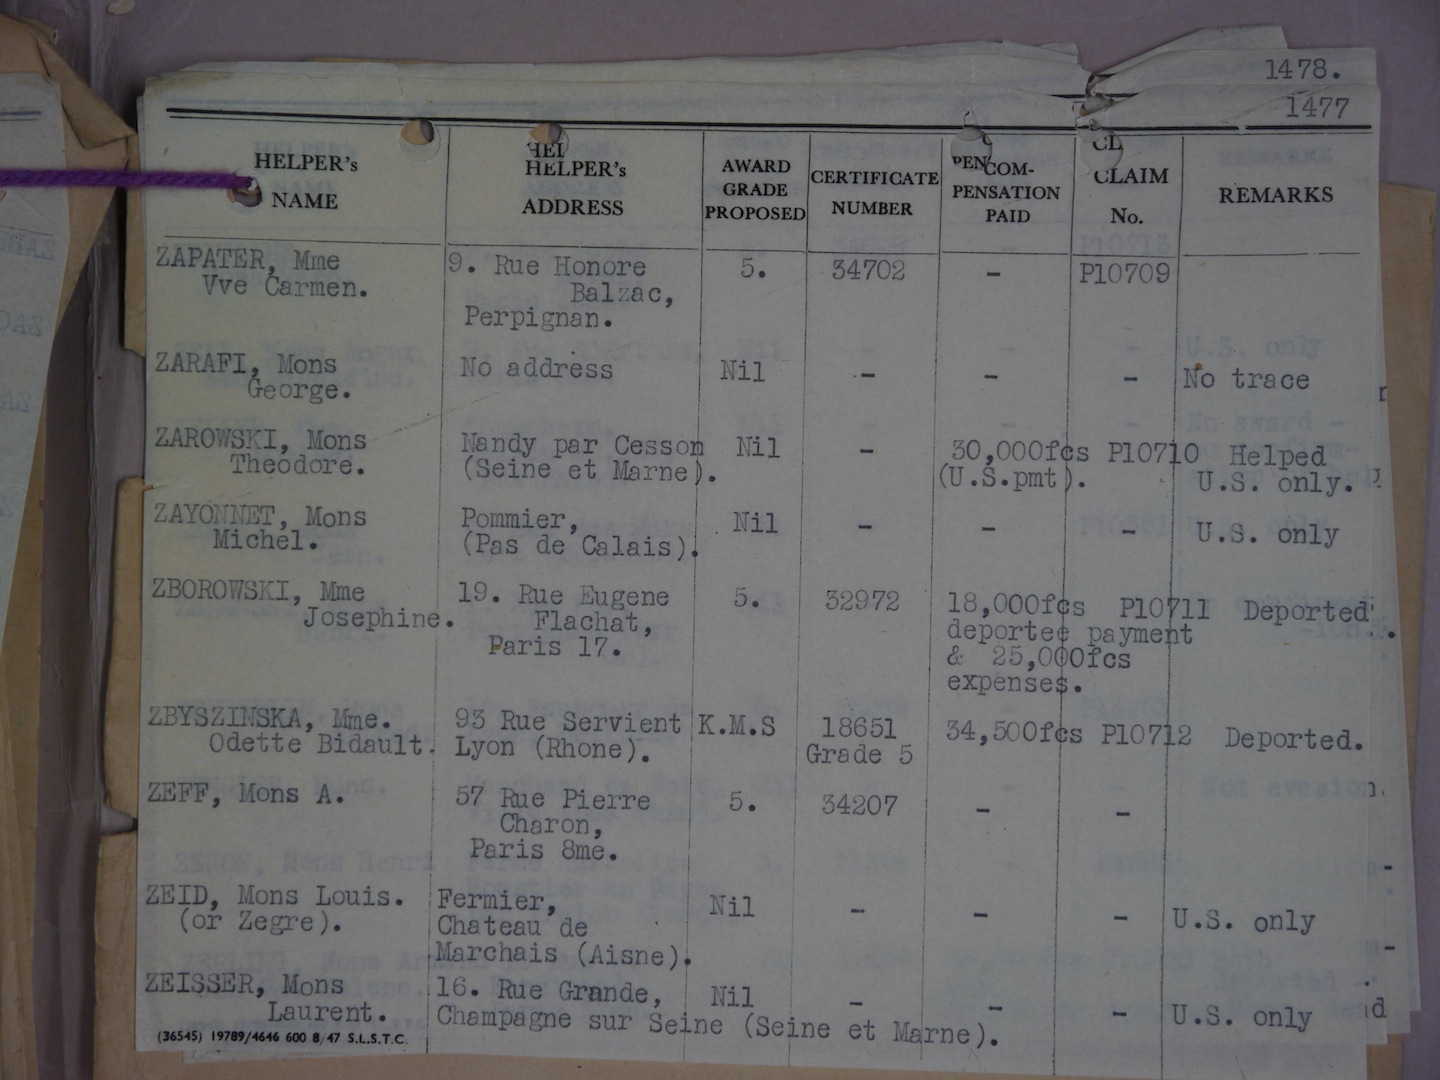 1478.
1477
HELPER's NAME
HELPER's ADDRESS
AWARD GRADE PROPOSED
CERTIFICATE NUMBER
COM-PENSATION PAID
CLAIM No.
REMARKS
ZAPATER, Mme 9. Rue Honore 5. 34702 - P10709
Vve Carmen. Balzac,
Perpignan.
ZARAFI, Mons No address Nil - - - No trace
George.
ZAROWSKI, Mons Nandy par Cesson Nil - 30,000fcs P10710 Helped
Theodore. (Seine et Marne). (U.S.pmt). U.S. only.
ZAYONNET, Mons Pommier, Nil - - - U.S. only
Michel. (Pas de Calais).
ZBOROWSKI, Mme 19. Rue Eugene 5. 32972 18,000fcs P10711 Deported
Josephine. Flachat, deportee payment
Paris 17. & 25,000fcs
expenses.
ZBYSZINSKA, Mme. 93 Rue Servient K.M.S 18651 34,500fcs P10712 Deported.
Odette Bidault. Lyon (Rhone). Grade 5
ZEFF, Mons A. 57 Rue Pierre 5. 34207 - -
Charon,
Paris 8me.
ZEID, Mons Louis. Fermier, Nil - - - U.S. only
(or Zegre). Chateau de
Marchais (Aisne).
ZEISSER, Mons 16. Rue Grande, Nil - - - U.S. only
Laurent. Champagne sur Seine (Seine et Marne).
(36545) 19789/4646 600 8/47 S.L.S.T.C.